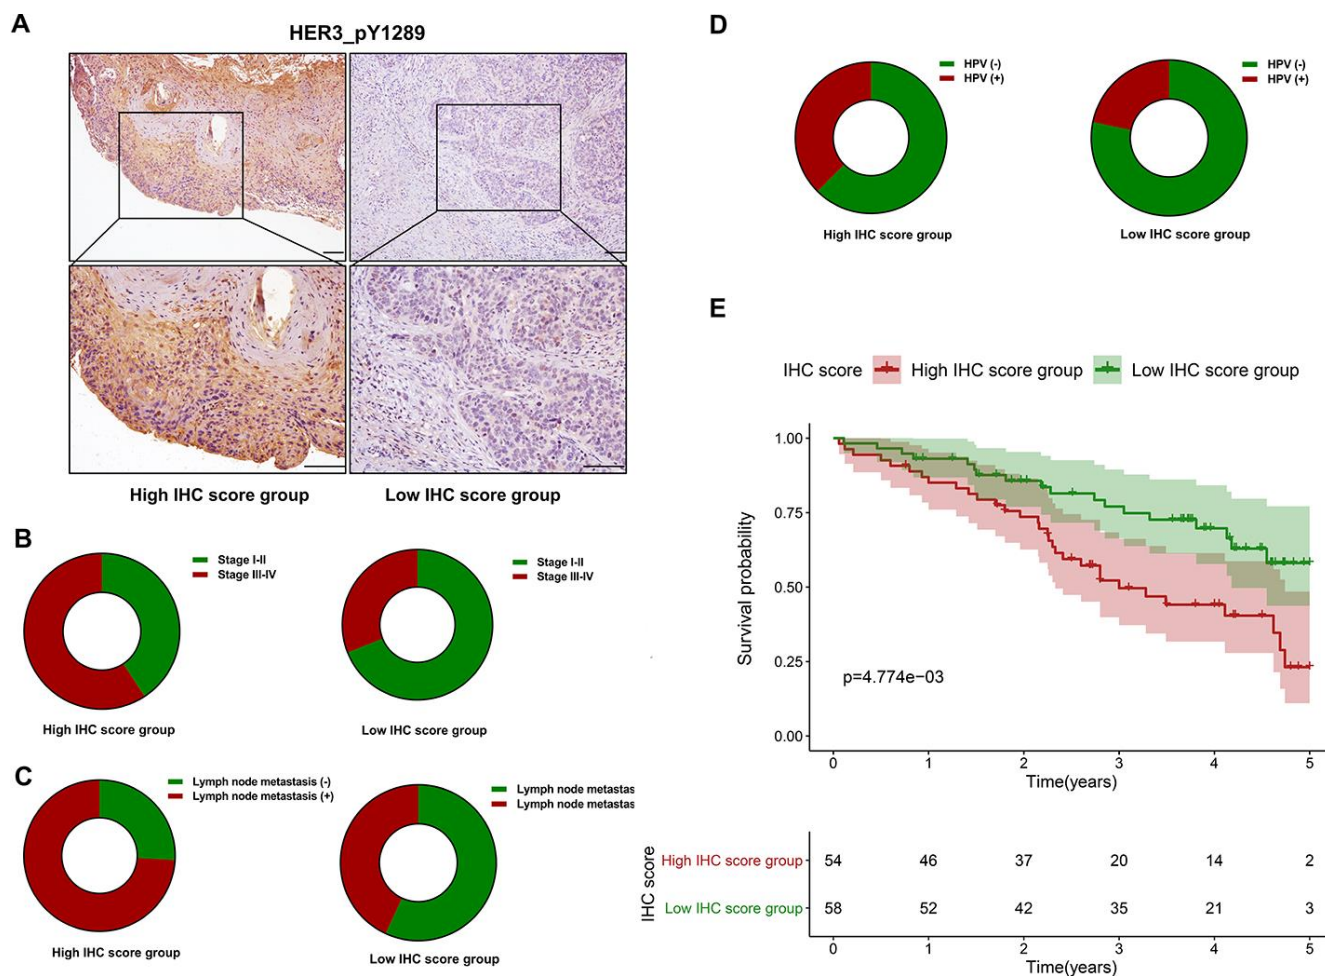 A
HER3_pY1289
High IHC score group
Low IHC score group
B
Stage I-II
Stage III-IV
High IHC score group
Stage I-II
Stage III-IV
Low IHC score group
C
Lymph node metastasis (-)
Lymph node metastasis (+)
High IHC score group
Lymph node metastas
Lymph node metastas
Low IHC score group
D
HPV (-)
HPV (+)
High IHC score group
HPV (-)
HPV (+)
Low IHC score group
E
IHC score High IHC score group Low IHC score group
Survival probability
1.00
0.75
0.50
0.25
0.00
p=4.774e−03
0 1 2 3 4 5
Time(years)
IHC score
High IHC score group 54 46 37 20 14 2
Low IHC score group 58 52 42 35 21 3
0 1 2 3 4 5
Time(years)